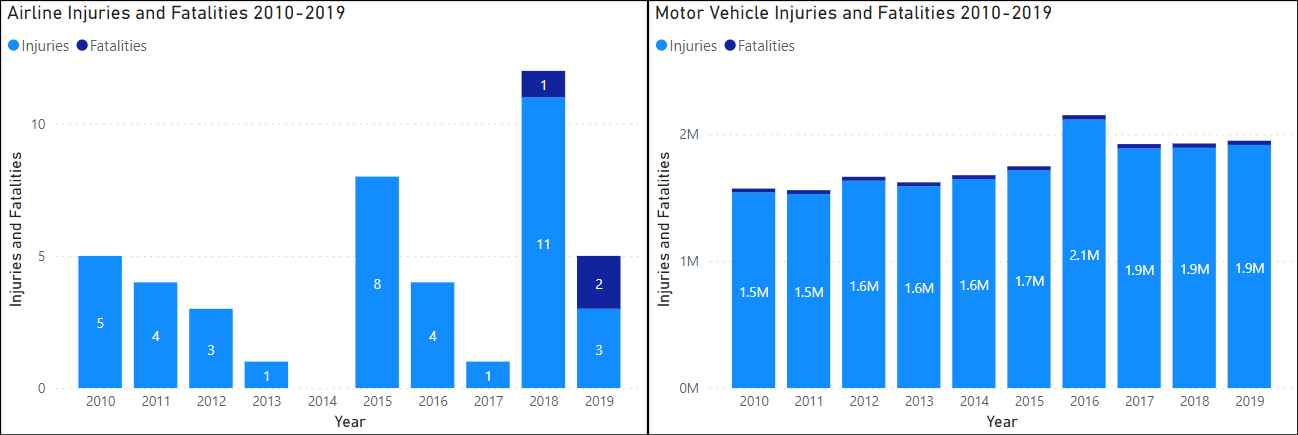 Airline Injuries and Fatalities 2010-2019
Injuries Fatalities
Injuries and Fatalities
10
5
0
5
4
3
1
8
4
1
1
11
2
3
2010 2011 2012 2013 2014 2015 2016 2017 2018 2019
Year
Motor Vehicle Injuries and Fatalities 2010-2019
Injuries Fatalities
Injuries and Fatalities
2M
1M
0M
1.5M
1.5M
1.6M
1.6M
1.6M
1.7M
2.1M
1.9M
1.9M
1.9M
2010 2011 2012 2013 2014 2015 2016 2017 2018 2019
Year